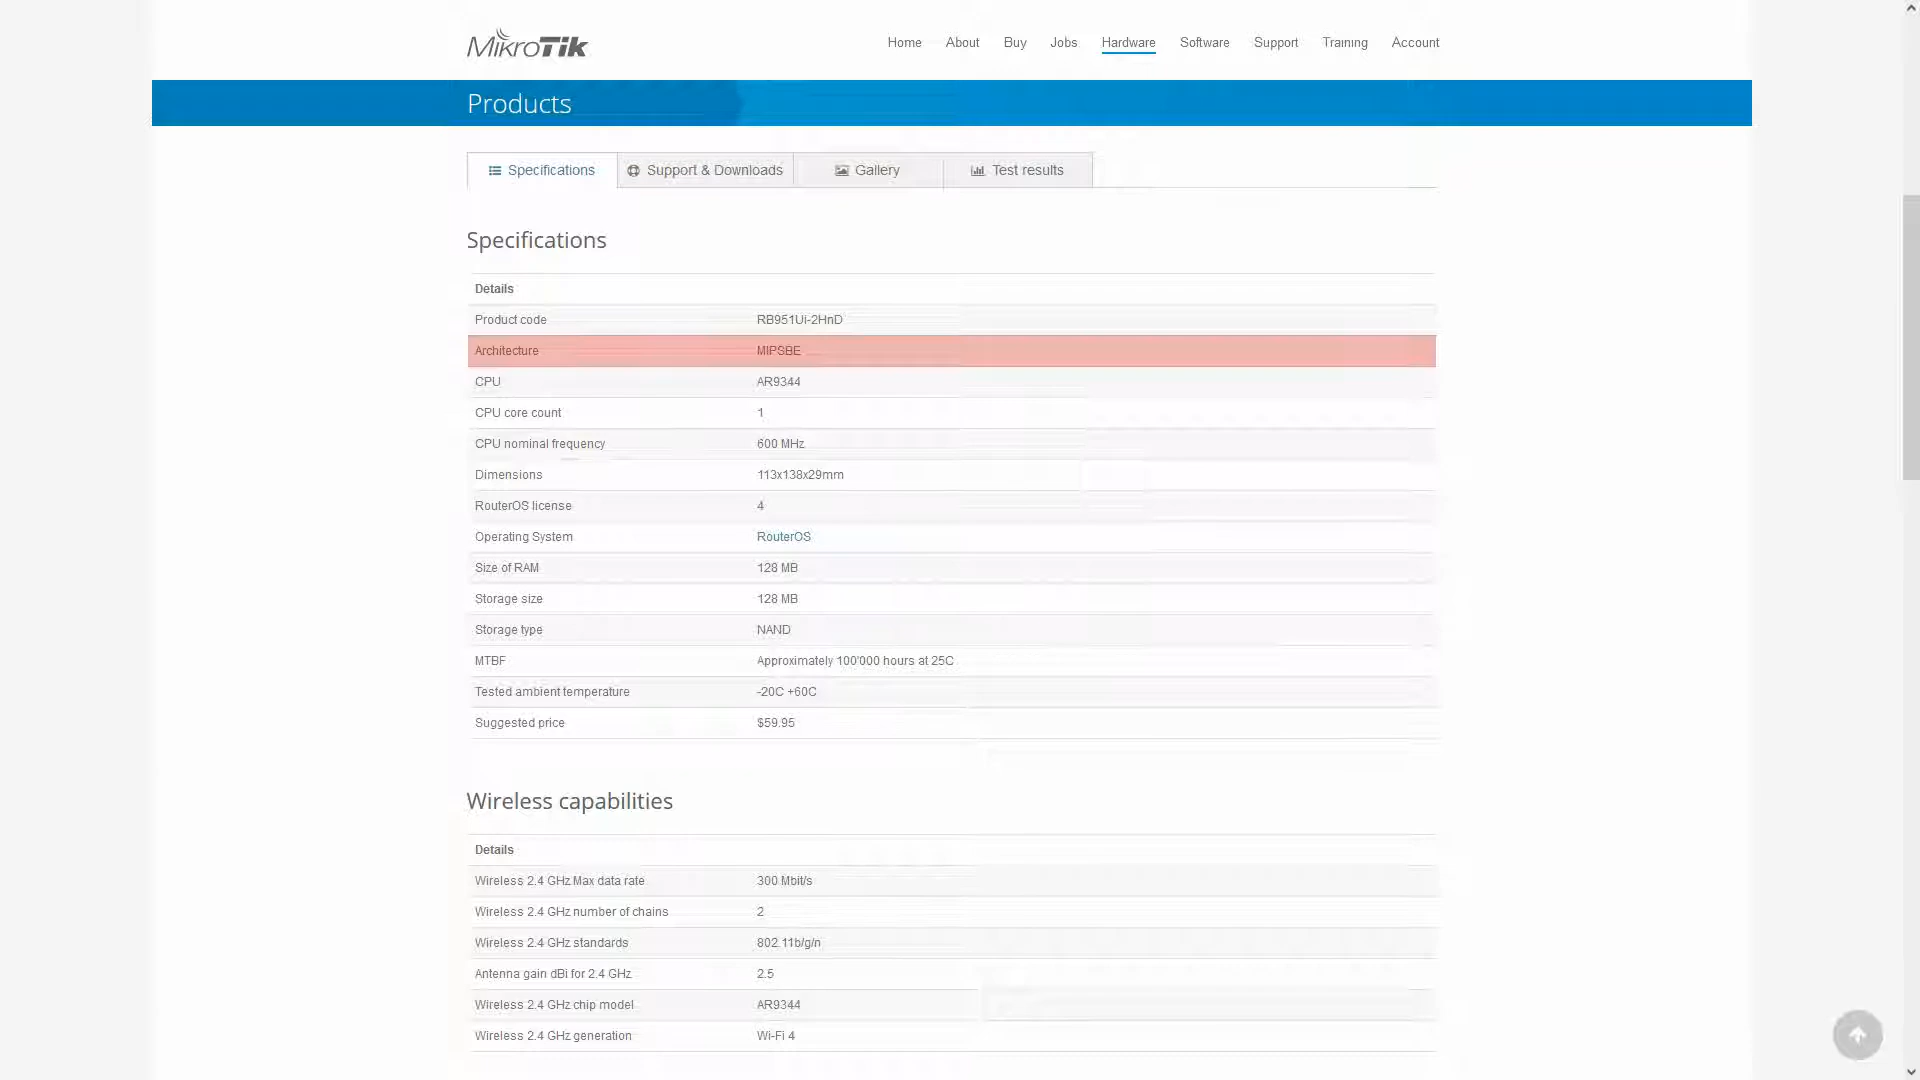 MikroTik
Home About Buy Jobs Hardware Software Support Training Account
Products
Specifications Support & Downloads Gallery Test results
Specifications
Details
Product code RB951Ui-2HnD
Architecture MIPSBE
CPU AR9344
CPU core count 1
CPU nominal frequency 600 MHz
Dimensions 113x138x29mm
RouterOS license 4
Operating System RouterOS
Size of RAM 128 MB
Storage size 128 MB
Storage type NAND
MTBF Approximately 100'000 hours at 25C
Tested ambient temperature -20C +60C
Suggested price $59.95
Wireless capabilities
Details
Wireless 2.4 GHz Max data rate 300 Mbit/s
Wireless 2.4 GHz number of chains 2
Wireless 2.4 GHz standards 802.11b/g/n
Antenna gain dBi for 2.4 GHz 2.5
Wireless 2.4 GHz chip model AR9344
Wireless 2.4 GHz generation Wi-Fi 4